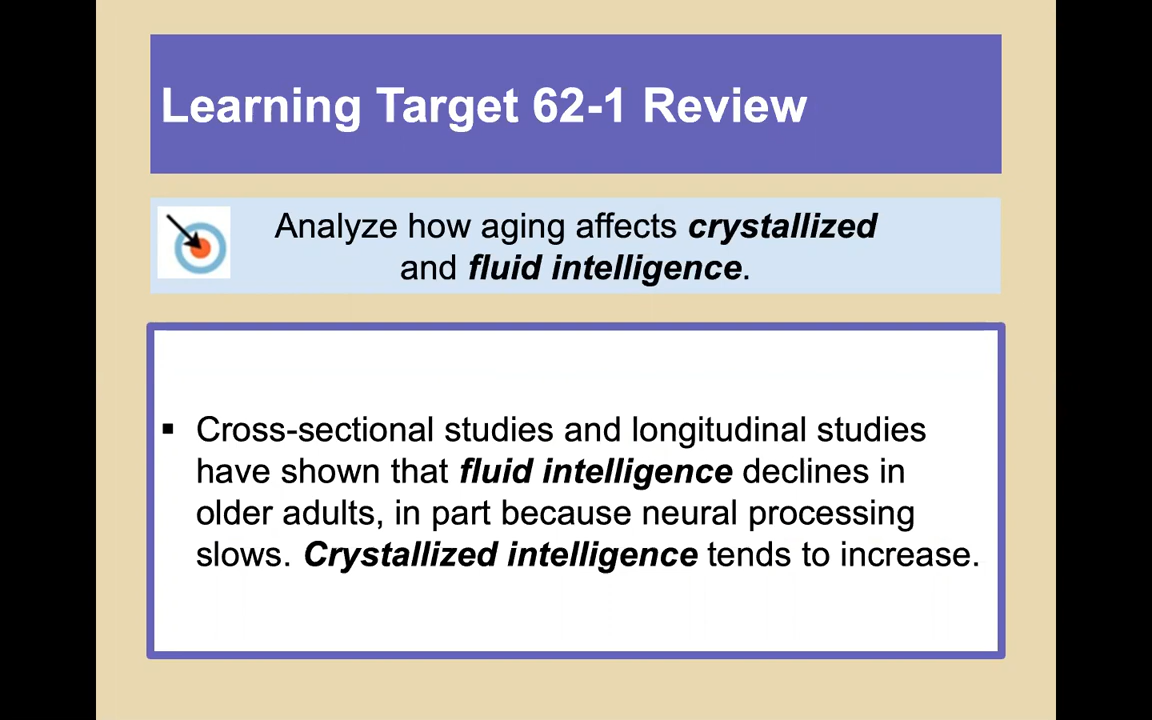 Learning Target 62-1 Review
Analyze how aging affects crystallized
and fluid intelligence.
▪ Cross-sectional studies and longitudinal studies
have shown that fluid intelligence declines in
older adults, in part because neural processing
slows. Crystallized intelligence tends to increase.